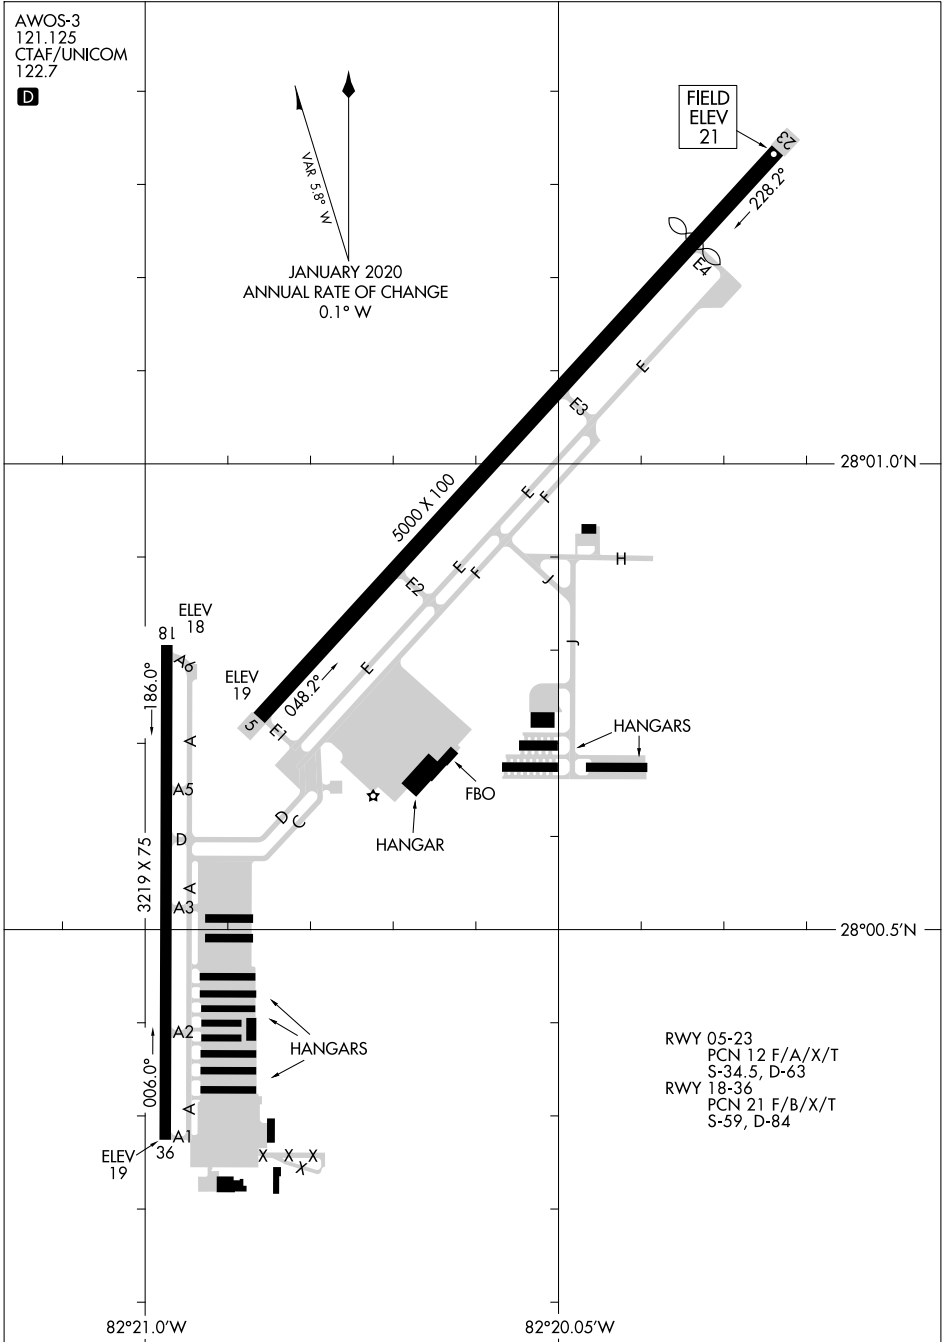 AWOS-3
121.125
CTAF/UNICOM
122.7
D
FIELD
ELEV
21
23
228.2°
VAR 5.8° W
JANUARY 2020
ANNUAL RATE OF CHANGE
0.1° W
E4
E
E3
28°01.0'N
5000 X 100
E
F
H
E
F
E2
J
J
ELEV
18
18
A6
186.0°
ELEV
19
048.2°
E
5
E1
A
HANGARS
A5
FBO
D
C
HANGAR
D
3219 X 75
A
A3
28°00.5'N
A2
HANGARS
006.0°
RWY 05-23
PCN 12 F/A/X/T
S-34.5, D-63
RWY 18-36
PCN 21 F/B/X/T
S-59, D-84
A
A1
36
ELEV
19
X X X
X
82°21.0'W
82°20.05'W